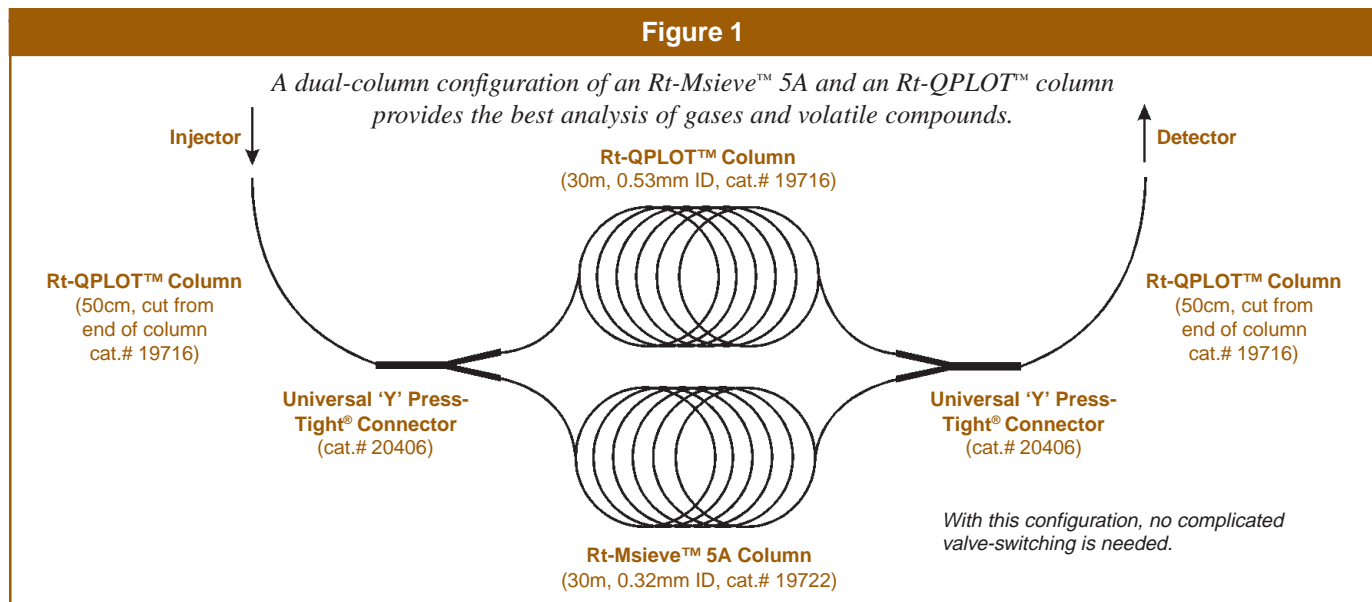 Figure 1
A dual-column configuration of an Rt-Msieve™ 5A and an Rt-QPLOT™ column
provides the best analysis of gases and volatile compounds.
Injector
Detector
Rt-QPLOT™ Column
(30m, 0.53mm ID, cat.# 19716)
Rt-QPLOT™ Column
(50cm, cut from
end of column
cat.# 19716)
Rt-QPLOT™ Column
(50cm, cut from
end of column
cat.# 19716)
Universal ‘Y’ Press-
Tight® Connector
(cat.# 20406)
Universal ‘Y’ Press-
Tight® Connector
(cat.# 20406)
Rt-Msieve™ 5A Column
(30m, 0.32mm ID, cat.# 19722)
With this configuration, no complicated
valve-switching is needed.